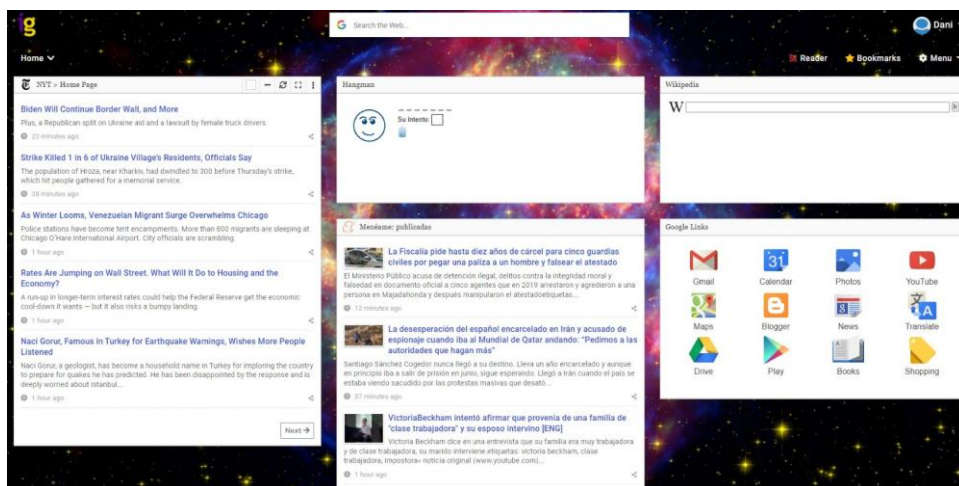 ig
G Search the Web...
Dani
Home
Reader Bookmarks Menu
NYT > Home Page
Biden Will Continue Border Wall, and More
Plus, a Republican split on Ukraine aid and a lawsuit by female truck drivers.
22 minutes ago
Strike Killed 1 in 6 of Ukraine Village's Residents, Officials Say
The population of Hroza, near Kharkiv, had dwindled to 300 before Thursday's strike,
which hit people gathered for a memorial service.
28 minutes ago
As Winter Looms, Venezuelan Migrant Surge Overwhelms Chicago
Police stations have become tent encampments. More than 600 migrants are sleeping at
Chicago O'Hare International Airport. City officials are scrambling.
1 hour ago
Rates Are Jumping on Wall Street. What Will It Do to Housing and the
Economy?
A run-up in longer-term interest rates could help the Federal Reserve get the economic
cool-down it wants — but it also risks a bumpy landing.
1 hour ago
Naci Gorur, Famous in Turkey for Earthquake Warnings, Wishes More People
Listened
Naci Gorur, a geologist, has become a household name in Turkey for imploring the country
to prepare for quakes he has predicted. He has been disappointed by the response and is
deeply worried about Istanbul...
1 hour ago
Next
Hangman
Su Intento:
Menéame: publicadas
La Fiscalía pide hasta diez años de cárcel para cinco guardias
civiles por pegar una paliza a un hombre y falsear el atestado
El Ministerio Público acusa de detención ilegal, delitos contra la integridad moral y
falsedad en documento oficial a cinco agentes que en 2019 arrestaron y agredieron a una
persona en Majadahonda y después manipularon el atestadoetiquetas...
12 minutes ago
La desesperación del español encarcelado en Irán y acusado de
espionaje cuando iba al Mundial de Qatar andando: "Pedimos a las
autoridades que hagan más"
Santiago Sánchez Cogedor nunca llegó a su destino. Lleva un año encarcelado y aunque
en principio iba a salir de prisión en junio, sigue esperando. Llegó a Irán cuando el país se
estaba viendo sacudido por las protestas masivas que desató...
37 minutes ago
VictoriaBeckham intentó afirmar que provenía de una familia de
"clase trabajadora" y su esposo intervino [ENG]
Victoria Beckham dice en una entrevista que su familia era muy trabajadora
y de clase trabajadora, su marido interviene.etiquetas: victoria beckham, clase
trabajadora, impostora» noticia original (www.youtube.com)...
1 hour ago
Wikipedia
W
Google Links
31
Gmail Calendar Photos YouTube
Maps Blogger News Translate
Drive Play Books Shopping